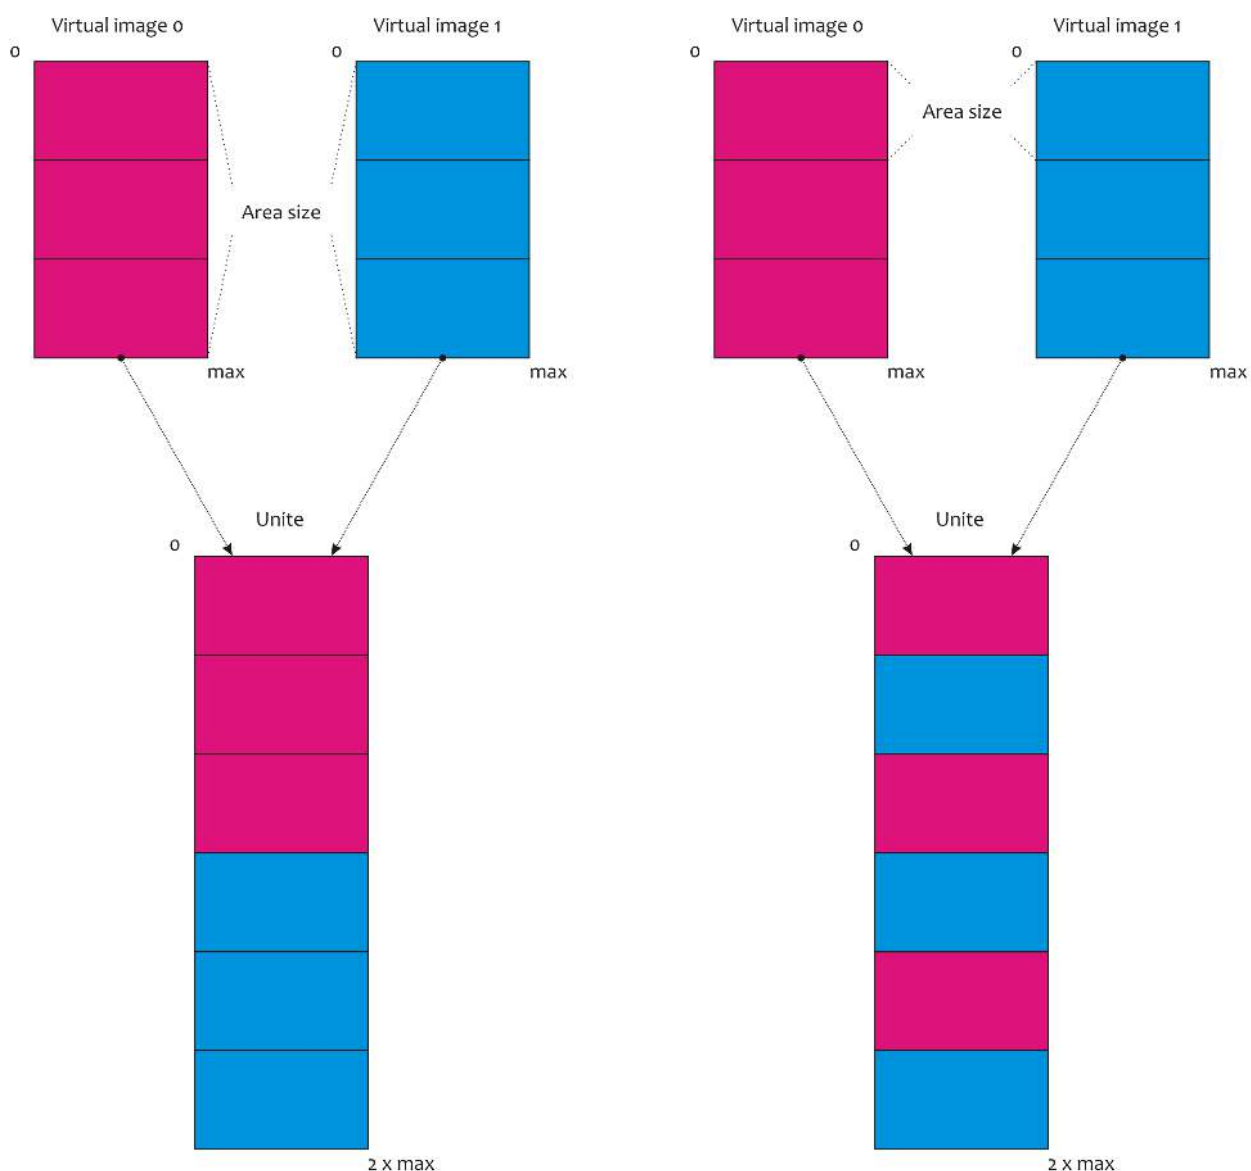 Virtual image 0
Virtual image 1
Virtual image 0
Virtual image 1
0
0
0
0
Area size
Area size
max
max
max
max
Unite
Unite
0
0
2 x max
2 x max